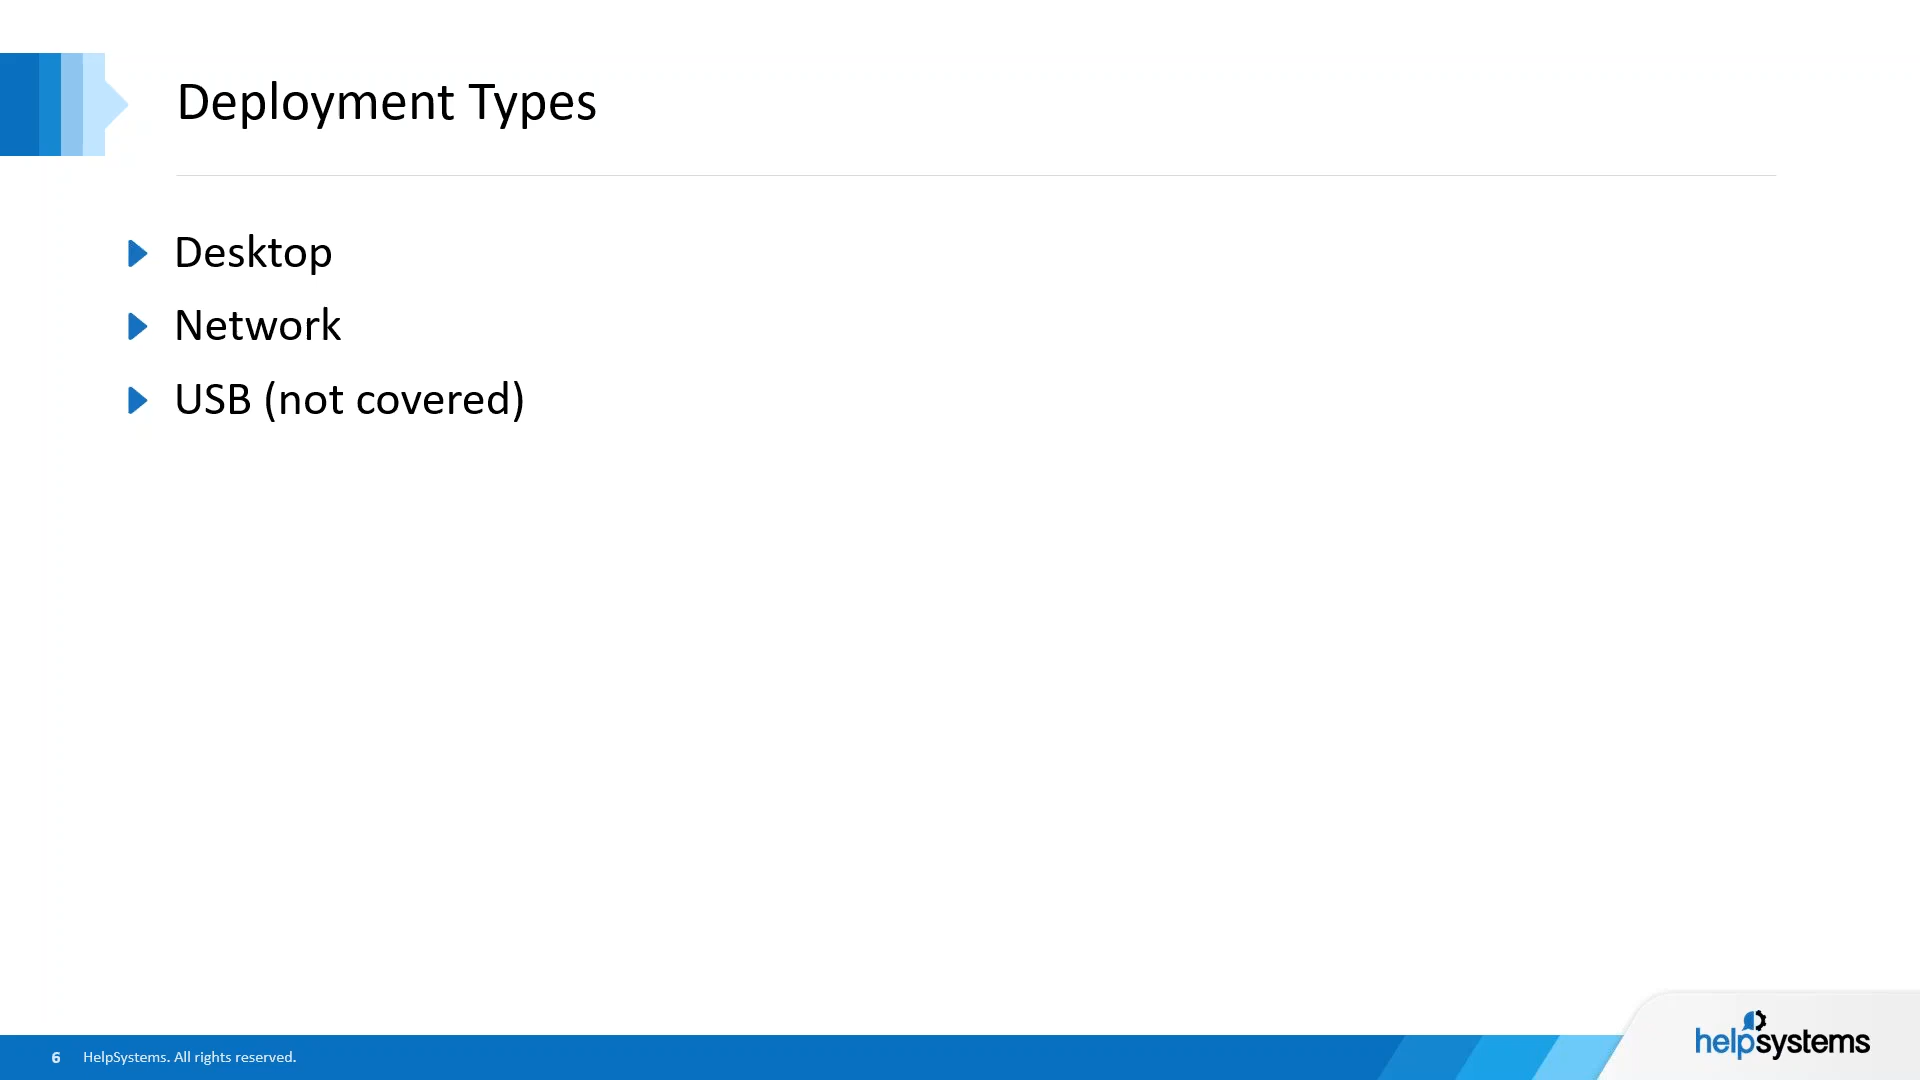 Deployment Types
Desktop
Network
USB (not covered)
6 HelpSystems. All rights reserved.
helpsystems